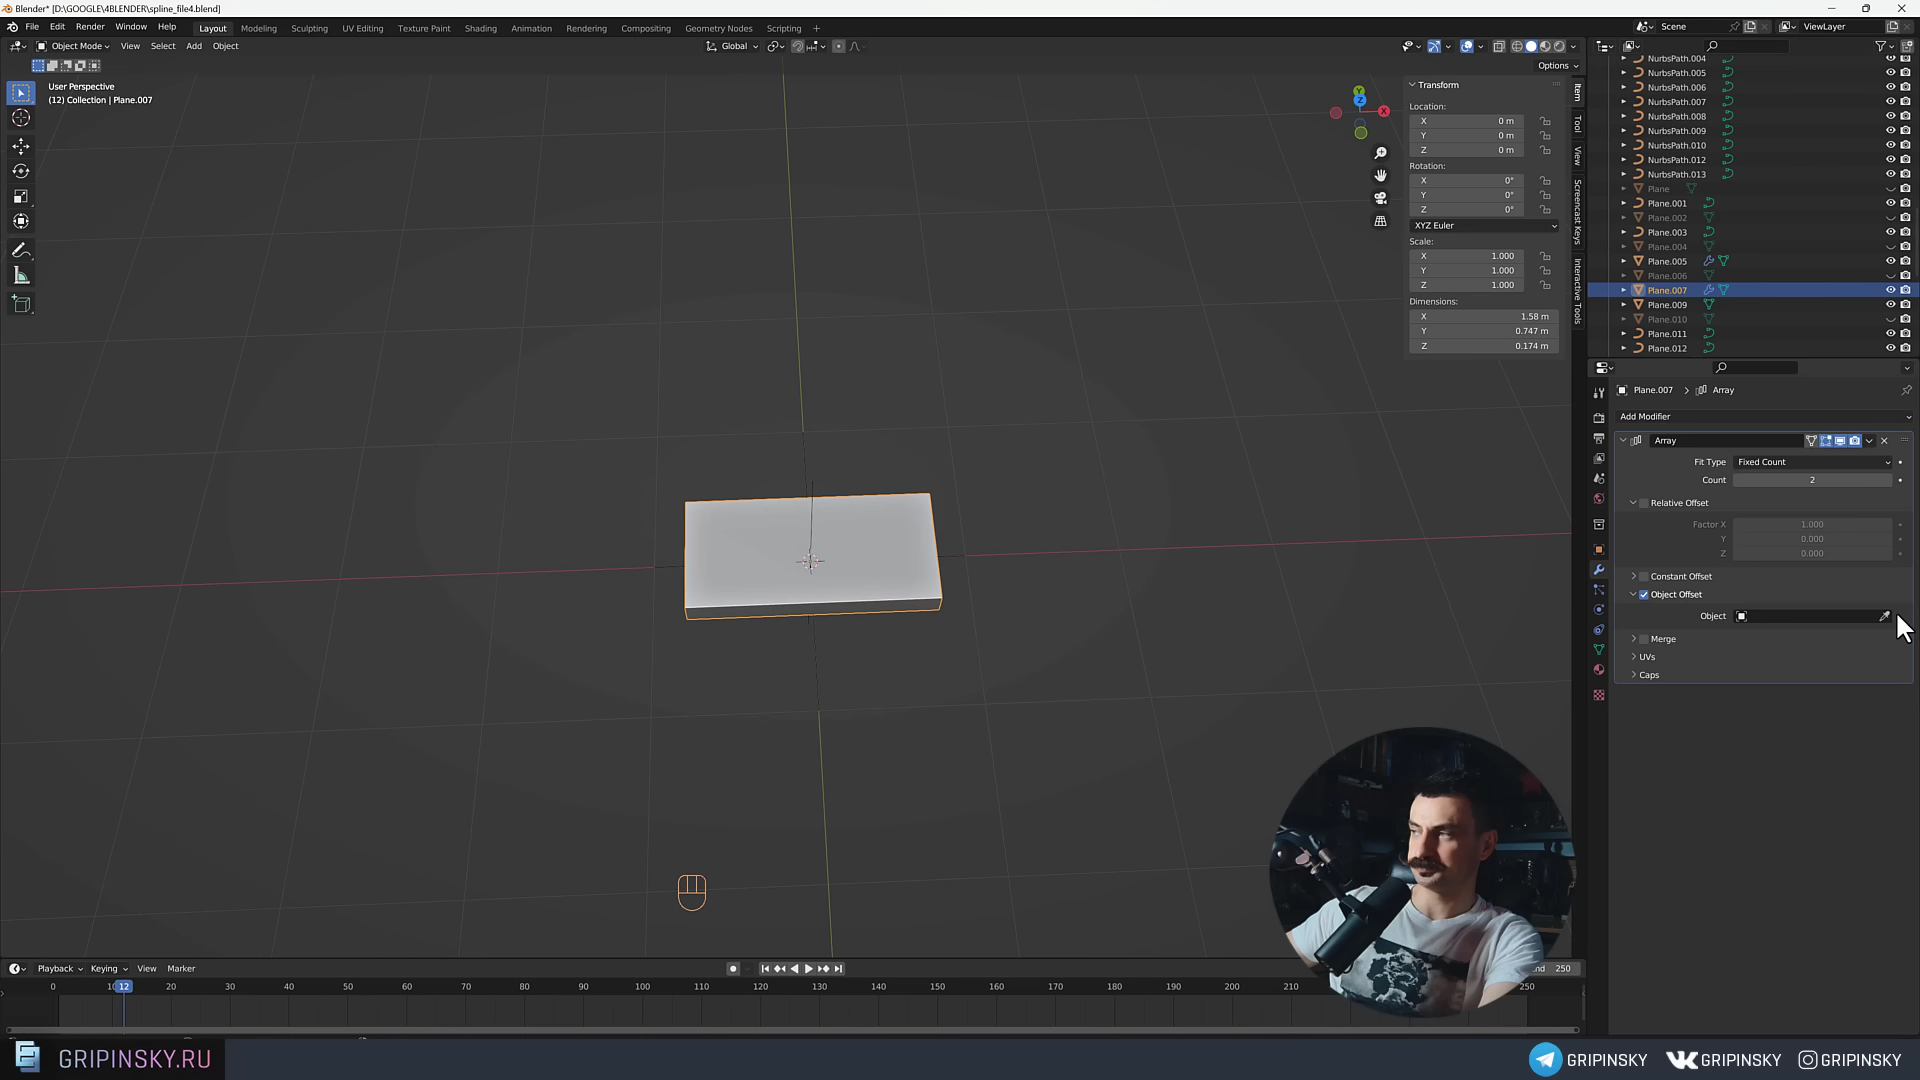 Blender* [D:\GOOGLE\4BLENDER\spline_file4.blend]
File Edit Render Window Help
Layout Modeling Sculpting UV Editing Texture Paint Shading Animation Rendering Compositing Geometry Nodes Scripting +
Scene
ViewLayer
Object Mode View Select Add Object
Global
Options
User Perspective
(12) Collection | Plane.007
Transform
Location:
X 0 m
Y 0 m
Z 0 m
Rotation:
X 0°
Y 0°
Z 0°
XYZ Euler
Scale:
X 1.000
Y 1.000
Z 1.000
Dimensions:
X 1.58 m
Y 0.747 m
Z 0.174 m
Item
Tool
View
Screencast Keys
Interactive Tools
Y
Z
X
NurbsPath.004
NurbsPath.005
NurbsPath.006
NurbsPath.007
NurbsPath.008
NurbsPath.009
NurbsPath.010
NurbsPath.012
NurbsPath.013
Plane
Plane.001
Plane.002
Plane.003
Plane.004
Plane.005
Plane.006
Plane.007
Plane.009
Plane.010
Plane.011
Plane.012
Plane.007 > Array
Add Modifier
Array
Fit Type Fixed Count
Count 2
Relative Offset
Factor X 1.000
Y 0.000
Z 0.000
Constant Offset
Object Offset
Object
Merge
UVs
Caps
Playback Keying View Marker
nd 250
0 10 12 20 30 40 50 60 70 80 90 100 110 120 130 140 150 160 170 180 190 200 210 250
GRIPINSKY.RU
GRIPINSKY GRIPINSKY GRIPINSKY